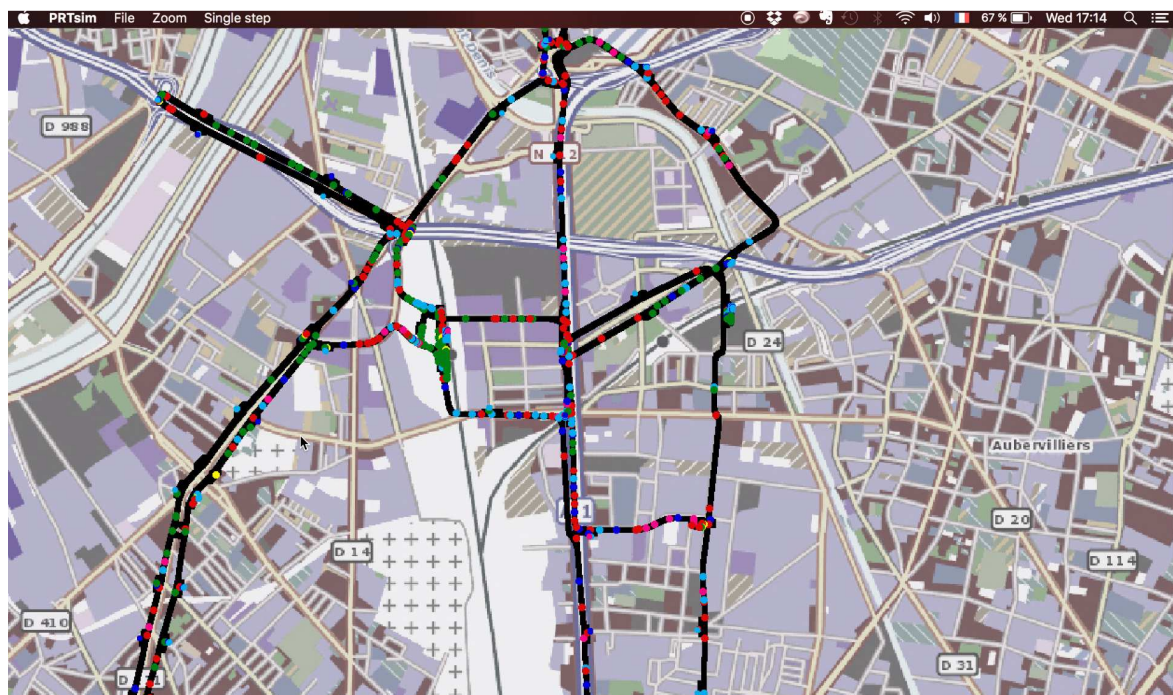 PRTsim File Zoom Single step 67 % Wed 17:14
D 988
D 24
Aubervilliers
D 20
D 14
D 114
D 410
D 31